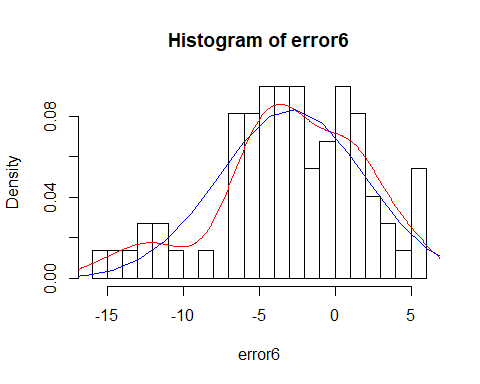 Histogram of error6
Density
0.08
0.04
0.00
-15 -10 -5 0 5
error6